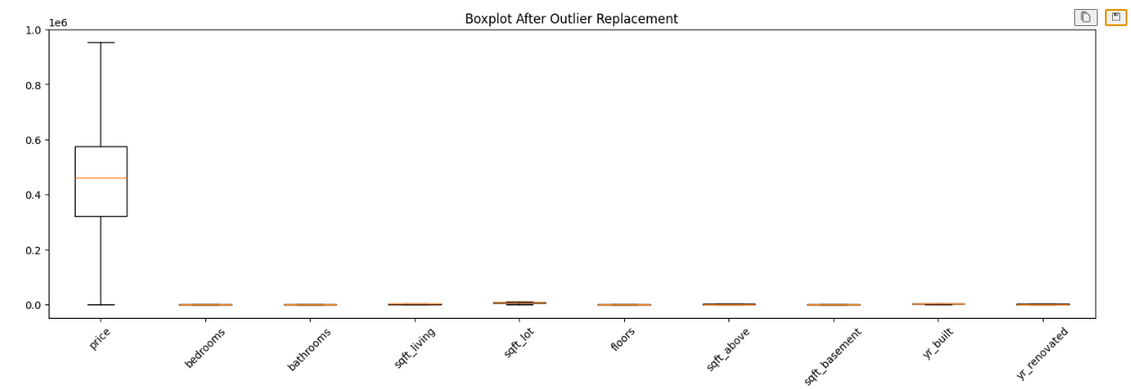 Boxplot After Outlier Replacement
1e6
1.0
0.8
0.6
0.4
0.2
0.0
price
bedrooms
bathrooms
sqft_living
sqft_lot
floors
sqft_above
sqft_basement
yr_built
yr_renovated